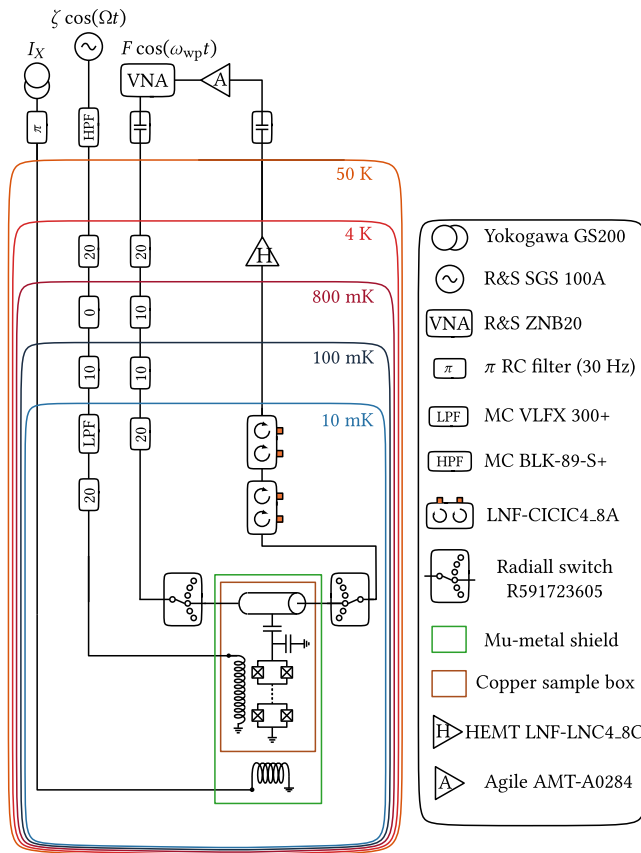 ζ cos(Ωt)
I_X
F cos(ω_wp t)
VNA
A
π
HPF
50 K
4 K
20
20
H
800 mK
0
10
100 mK
10
10
10 mK
LPF
20
20
Yokogawa GS200
R&S SGS 100A
VNA
R&S ZNB20
π
π RC filter (30 Hz)
LPF
MC VLFX 300+
HPF
MC BLK-89-S+
LNF-CICIC4_8A
Radiall switch
R591723605
Mu-metal shield
Copper sample box
H
HEMT LNF-LNC4_8C
A
Agile AMT-A0284